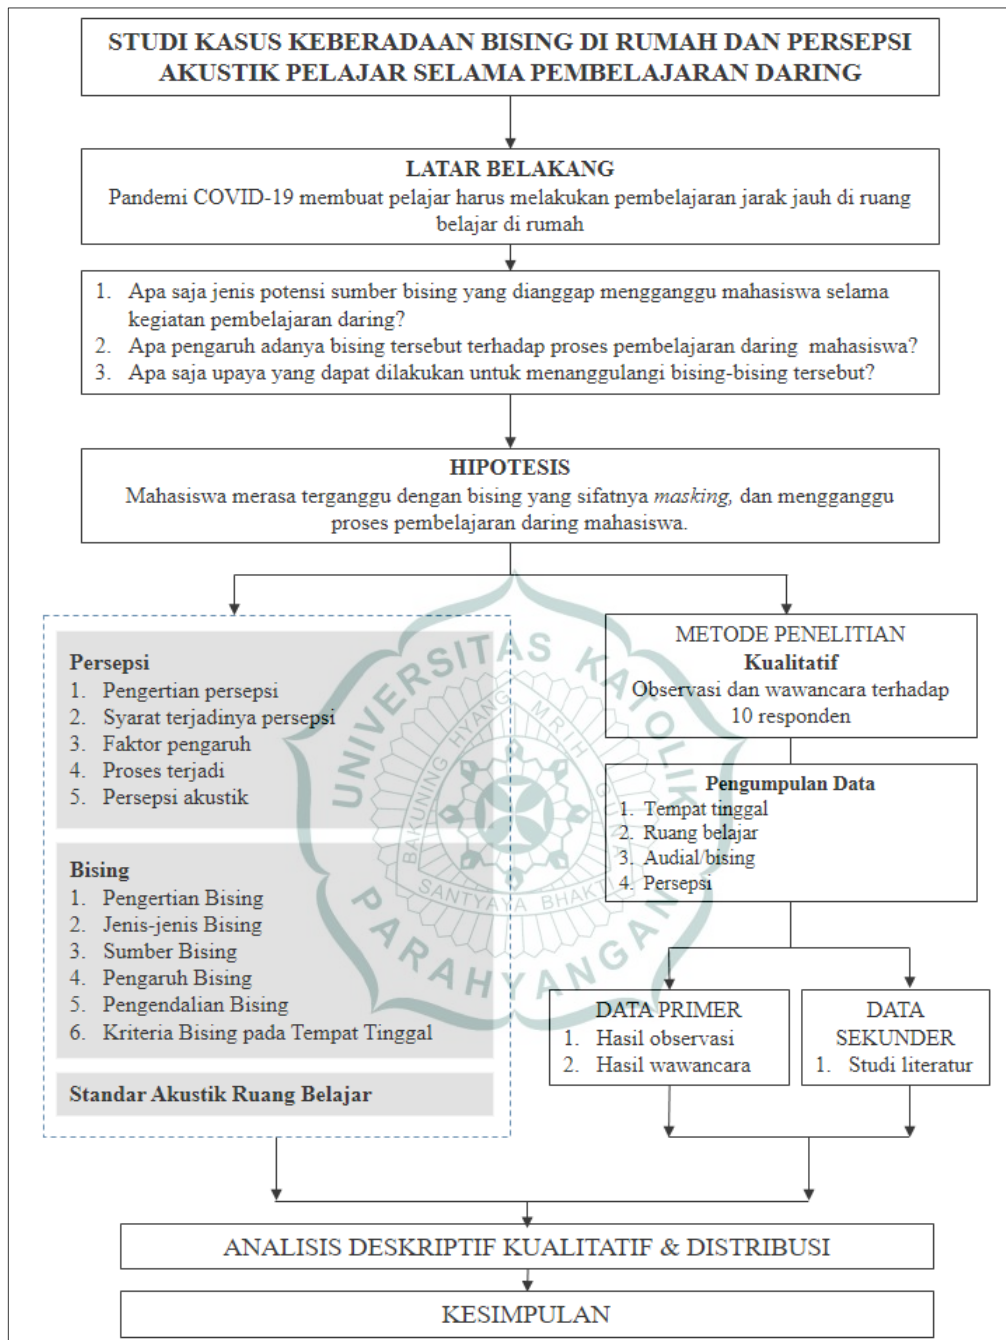 STUDI KASUS KEBERADAAN BISING DI RUMAH DAN PERSEPSI
AKUSTIK PELAJAR SELAMA PEMBELAJARAN DARING
LATAR BELAKANG
Pandemi COVID-19 membuat pelajar harus melakukan pembelajaran jarak jauh di ruang
belajar di rumah
1. Apa saja jenis potensi sumber bising yang dianggap mengganggu mahasiswa selama
kegiatan pembelajaran daring?
2. Apa pengaruh adanya bising tersebut terhadap proses pembelajaran daring mahasiswa?
3. Apa saja upaya yang dapat dilakukan untuk menanggulangi bising-bising tersebut?
HIPOTESIS
Mahasiswa merasa terganggu dengan bising yang sifatnya masking, dan mengganggu
proses pembelajaran daring mahasiswa.
Persepsi
1. Pengertian persepsi
2. Syarat terjadinya persepsi
3. Faktor pengaruh
4. Proses terjadi
5. Persepsi akustik
Bising
1. Pengertian Bising
2. Jenis-jenis Bising
3. Sumber Bising
4. Pengaruh Bising
5. Pengendalian Bising
6. Kriteria Bising pada Tempat Tinggal
Standar Akustik Ruang Belajar
METODE PENELITIAN
Kualitatif
Observasi dan wawancara terhadap
10 responden
Pengumpulan Data
1. Tempat tinggal
2. Ruang belajar
3. Audial/bising
4. Persepsi
DATA PRIMER
1. Hasil observasi
2. Hasil wawancara
DATA
SEKUNDER
1. Studi literatur
ANALISIS DESKRIPTIF KUALITATIF & DISTRIBUSI
KESIMPULAN
UNIVERSITAS KATOLIK
PARAHYANGAN
BAKUNING HYANG MRIH GUNA
SANTYAYA BHAKTI